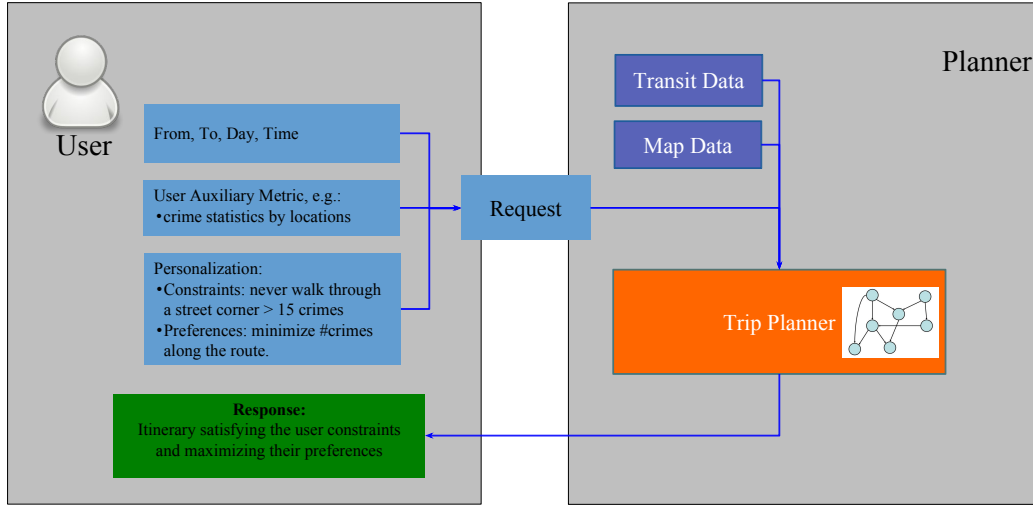 User
From, To, Day, Time
User Auxiliary Metric, e.g.:
•crime statistics by locations
Personalization:
•Constraints: never walk through
a street corner > 15 crimes
•Preferences: minimize #crimes
along the route.
Response:
Itinerary satisfying the user constraints
and maximizing their preferences
Request
Planner
Transit Data
Map Data
Trip Planner